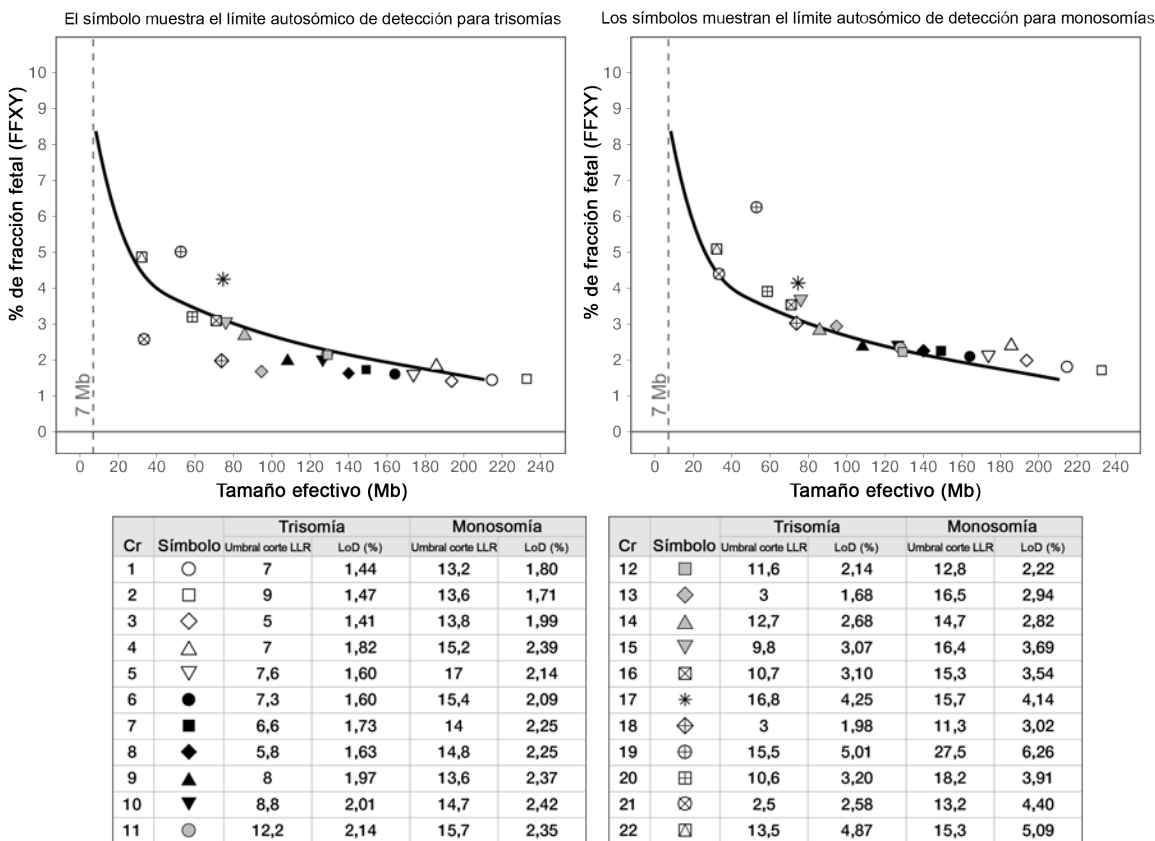 El símbolo muestra el límite autosómico de detección para trisomías
% de fracción fetal (FFXY)
10
9
8
7
6
5
4
3
2
1
0
7 Mb
0 20 40 60 80 100 120 140 160 180 200 220 240
Tamaño efectivo (Mb)
Los símbolos muestran el límite autosómico de detección para monosomías
% de fracción fetal (FFXY)
10
9
8
7
6
5
4
3
2
1
0
7 Mb
0 20 40 60 80 100 120 140 160 180 200 220 240
Tamaño efectivo (Mb)
Trisomía Monosomía
Cr Símbolo Umbral corte LLR LoD (%) Umbral corte LLR LoD (%)
1 7 1,44 13,2 1,80
2 9 1,47 13,6 1,71
3 5 1,41 13,8 1,99
4 7 1,82 15,2 2,39
5 7,6 1,60 17 2,14
6 7,3 1,60 15,4 2,09
7 6,6 1,73 14 2,25
8 5,8 1,63 14,8 2,25
9 8 1,97 13,6 2,37
10 8,8 2,01 14,7 2,42
11 12,2 2,14 15,7 2,35
Trisomía Monosomía
Cr Símbolo Umbral corte LLR LoD (%) Umbral corte LLR LoD (%)
12 11,6 2,14 12,8 2,22
13 3 1,68 16,5 2,94
14 12,7 2,68 14,7 2,82
15 9,8 3,07 16,4 3,69
16 10,7 3,10 15,3 3,54
17 16,8 4,25 15,7 4,14
18 3 1,98 11,3 3,02
19 15,5 5,01 27,5 6,26
20 10,6 3,20 18,2 3,91
21 2,5 2,58 13,2 4,40
22 13,5 4,87 15,3 5,09